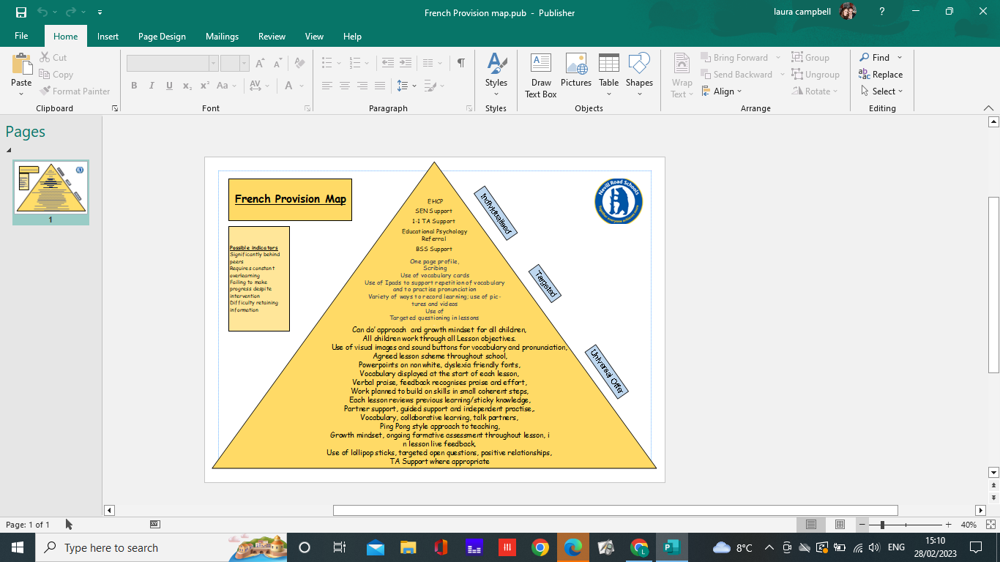 French Provision map.pub - Publisher
laura campbell
?
File
Home
Insert
Page Design
Mailings
Review
View
Help
Paste
Cut
Copy
Format Painter
Clipboard
B I U x₂ x² Aa AV A
Font
Paragraph
Styles
Styles
Draw
Text Box
Pictures
Table
Shapes
Objects
Wrap
Text
Bring Forward
Send Backward
Align
Group
Ungroup
Rotate
Arrange
Find
Replace
Select
Editing
Pages
1
French Provision Map
Possible indicators
Significantly behind
peers
Requires constant
overlearning
Failing to make
progress despite
intervention
Difficulty retaining
information
EHCP
SEN Support
1-1 TA Support
Educational Psychology
Referral
BSS Support
One page profile,
Scribing
Use of vocabulary cards
Use of Ipads to support repetition of vocabulary
and to practise pronunciation
Variety of ways to record learning; use of pic-
tures and videos
Use of
Targeted questioning in lessons
Can do' approach and growth mindset for all children,
All children work through all Lesson objectives.
Use of visual images and sound buttons for vocabulary and pronunciation,
Agreed lesson scheme throughout school,
Powerpoints on non white, dyslexia friendly fonts,
Vocabulary displayed at the start of each lesson,
Verbal praise, feedback recognises praise and effort,
Work planned to build on skills in small coherent steps,
Each lesson reviews previous learning/sticky knowledge,
Partner support, guided support and independent practise,.
Vocabulary, collaborative learning, talk partners,
Ping Pong style approach to teaching,
Growth mindset, ongoing formative assessment throughout lesson, i
n lesson live feedback,
Use of lollipop sticks, targeted open questions, positive relationships,
TA Support where appropriate
Individualised
Targeted
Universal Offer
Nevill Road Schools
Page: 1 of 1
40%
Type here to search
8°C
ENG
15:10
28/02/2023